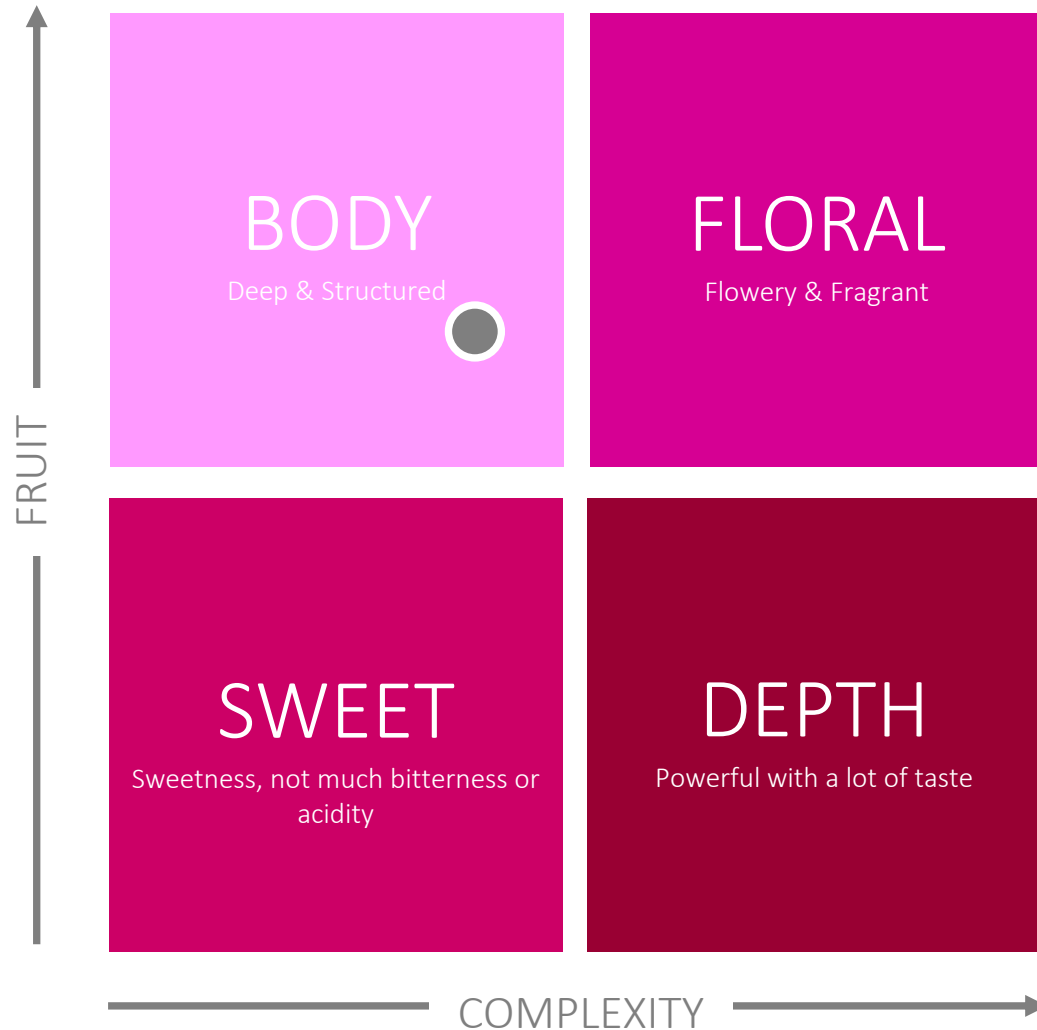 BODY
Deep & Structured
FLORAL
Flowery & Fragrant
FRUIT
SWEET
Sweetness, not much bitterness or
acidity
DEPTH
Powerful with a lot of taste
COMPLEXITY